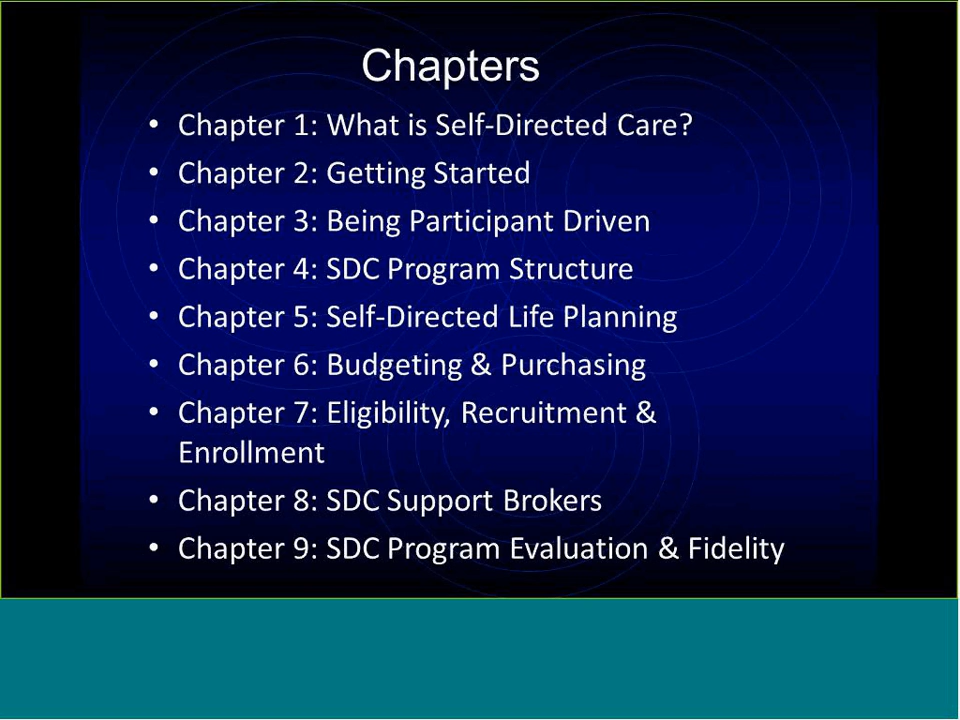 Chapters
• Chapter 1: What is Self-Directed Care?
• Chapter 2: Getting Started
• Chapter 3: Being Participant Driven
• Chapter 4: SDC Program Structure
• Chapter 5: Self-Directed Life Planning
• Chapter 6: Budgeting & Purchasing
• Chapter 7: Eligibility, Recruitment &
Enrollment
• Chapter 8: SDC Support Brokers
• Chapter 9: SDC Program Evaluation & Fidelity